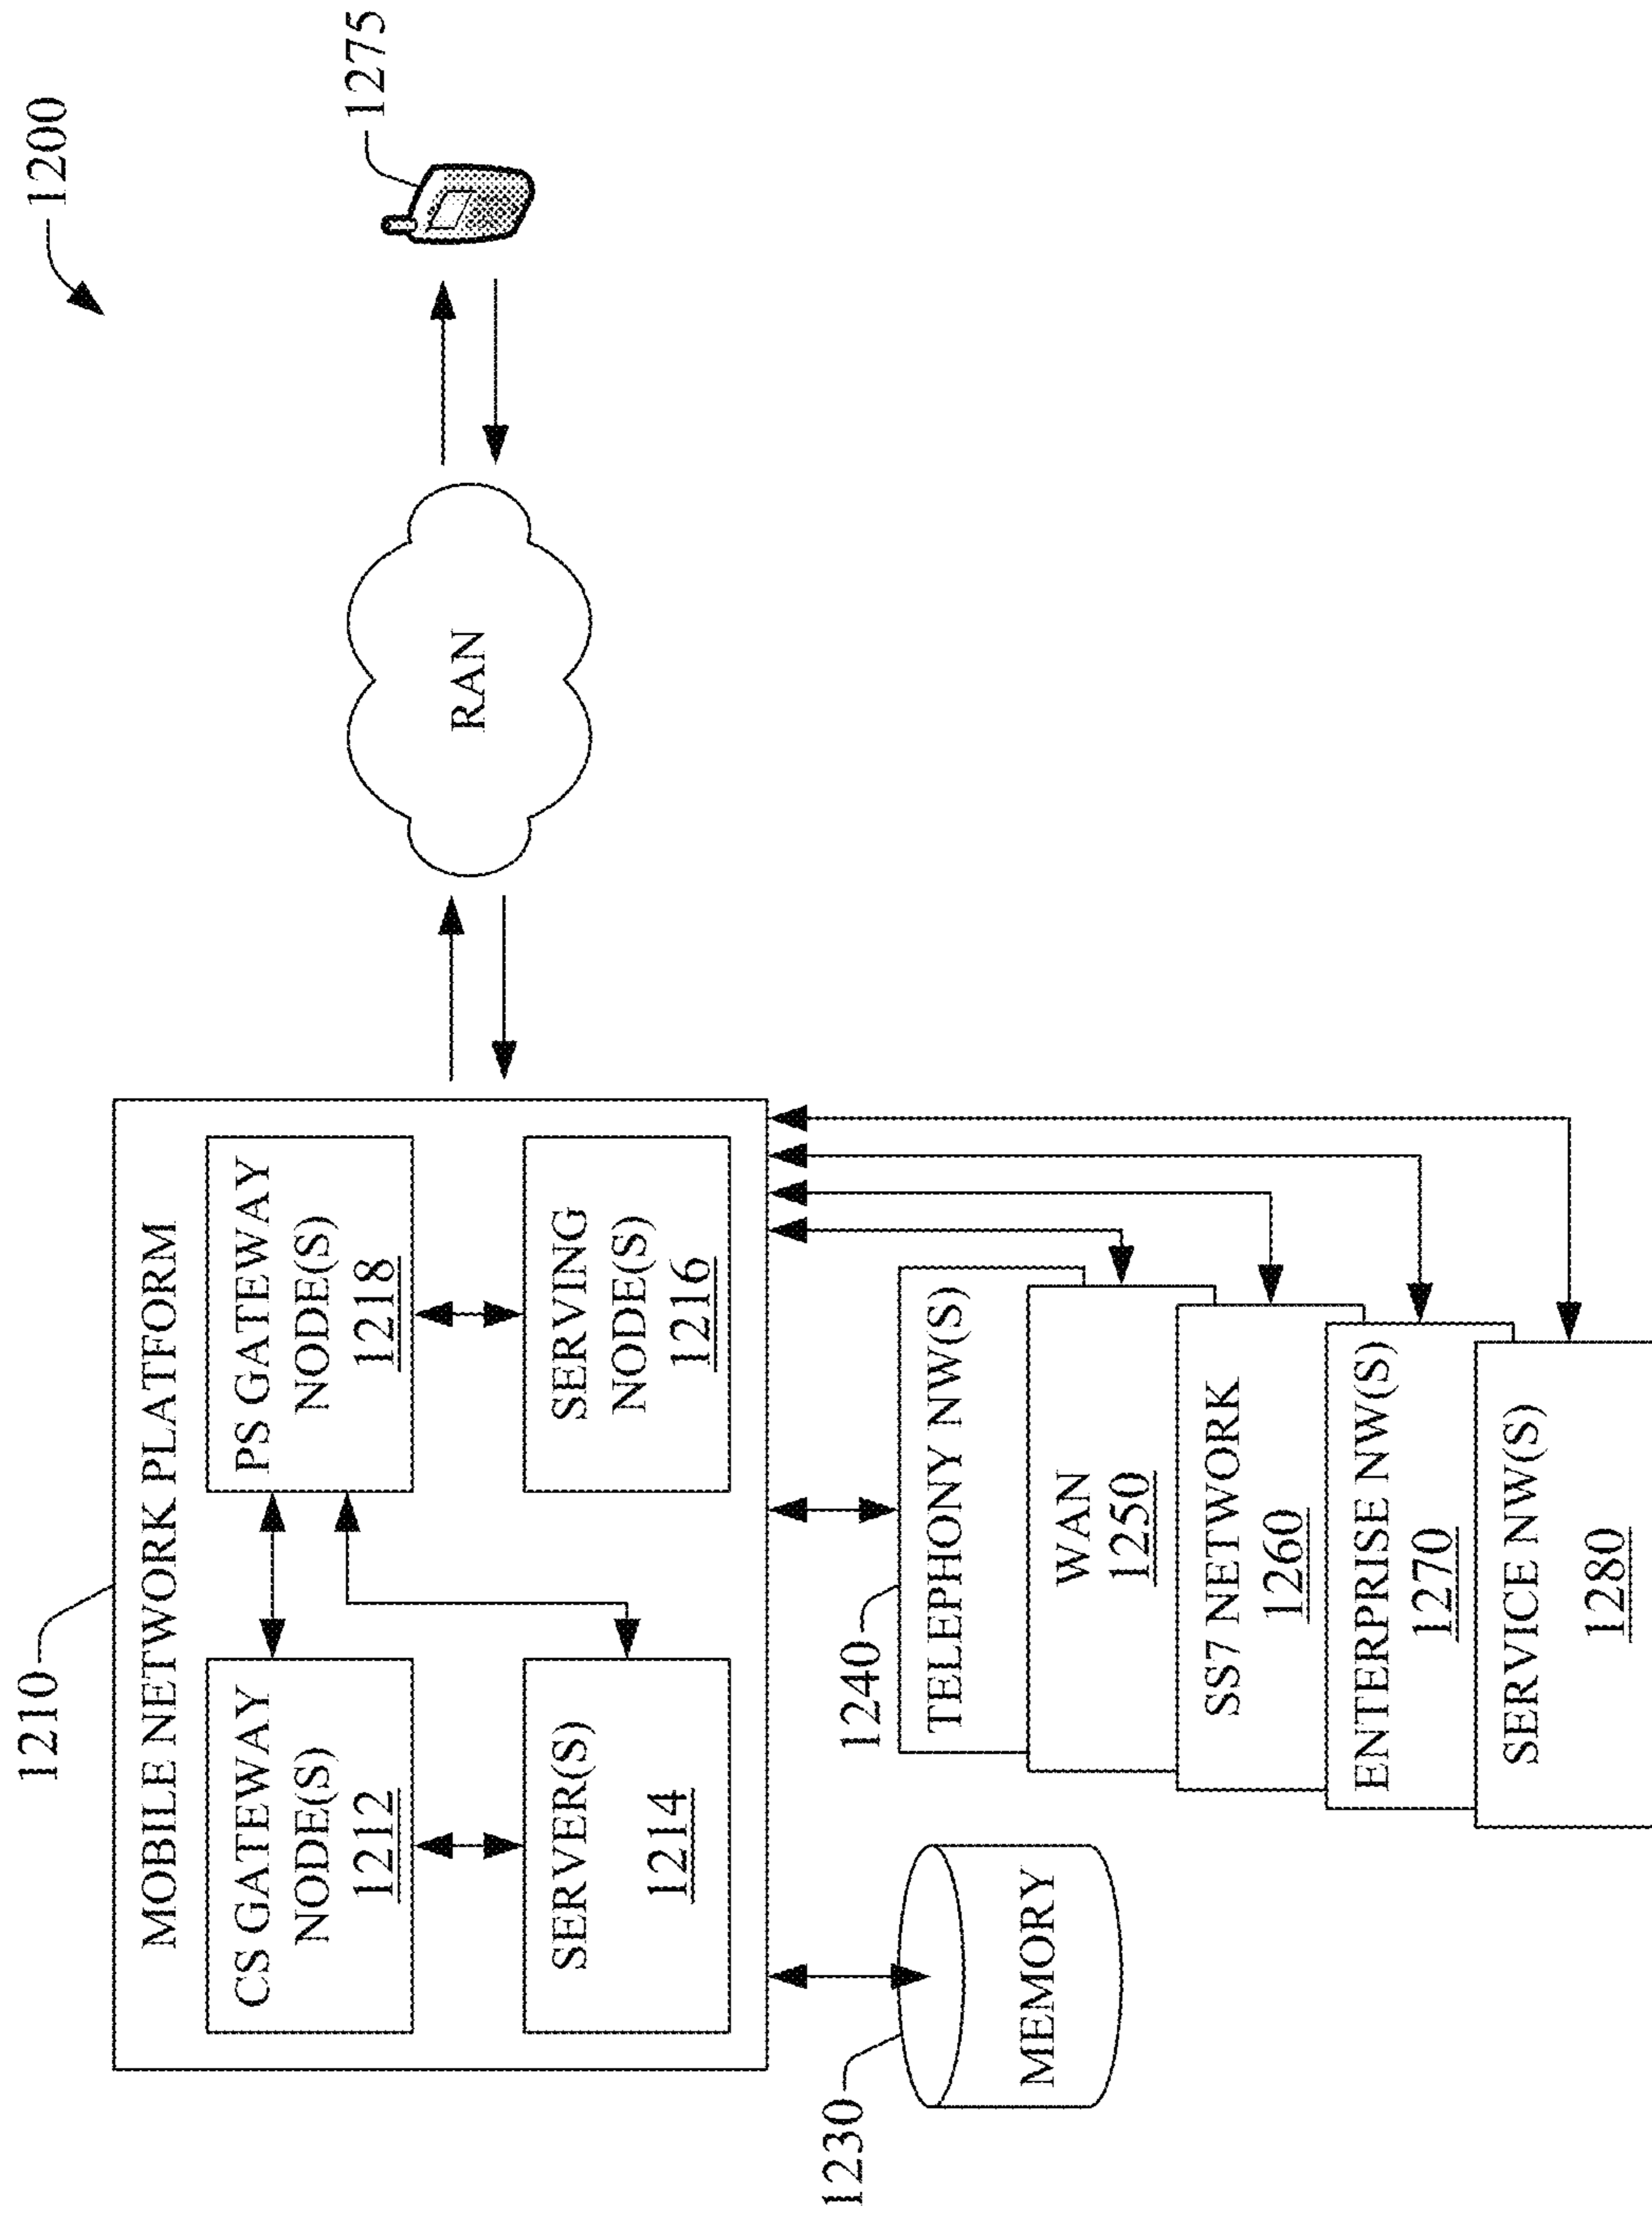 1200
1210
MOBILE NETWORK PLATFORM
CS GATEWAY
NODE(S)
1212
PS GATEWAY
NODE(S)
1218
SERVER(S)
1214
SERVING
NODE(S)
1216
RAN
1275
1230
MEMORY
1240
TELEPHONY NW(S)
WAN
1250
SS7 NETWORK
1260
ENTERPRISE NW(S)
1270
SERVICE NW(S)
1280